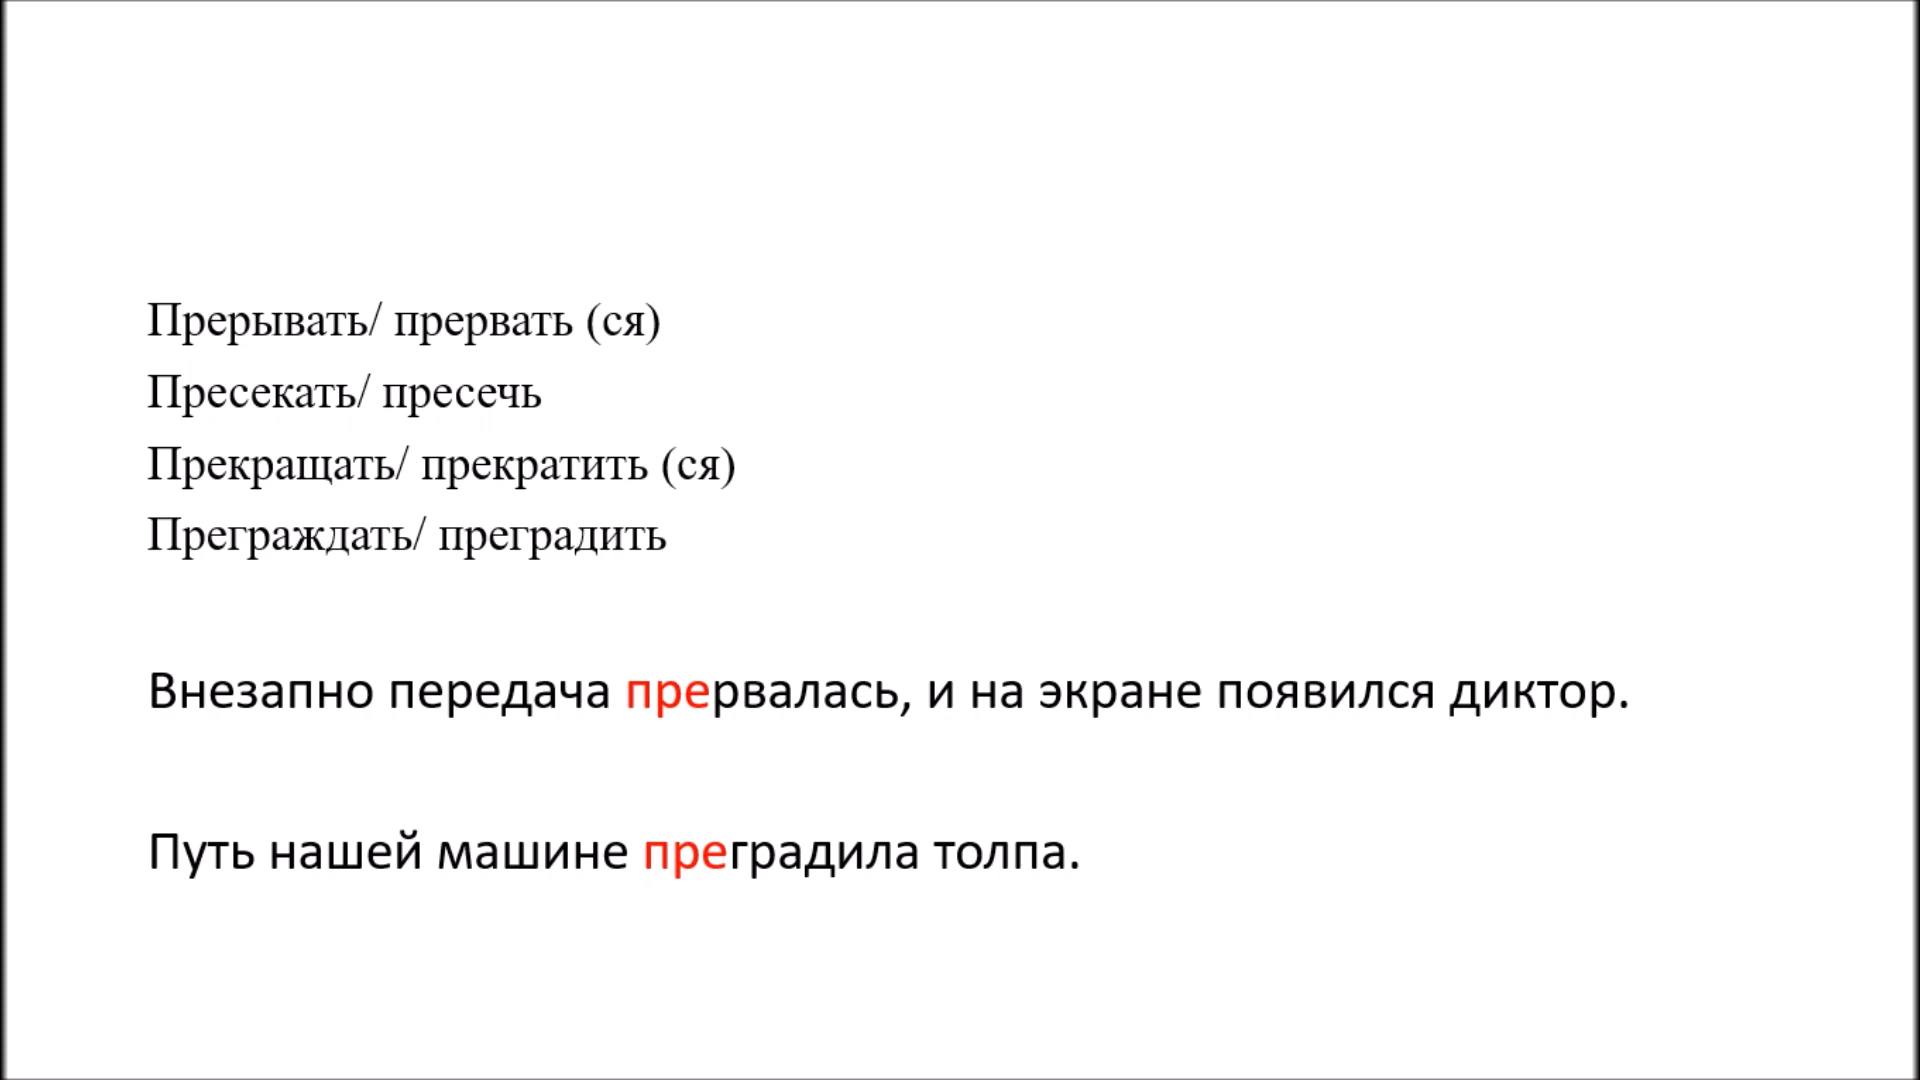 Прерывать/ прервать (ся)
Пресекать/ пресечь
Прекращать/ прекратить (ся)
Преграждать/ преградить
Внезапно передача прервалась, и на экране появился диктор.
Путь нашей машине преградила толпа.